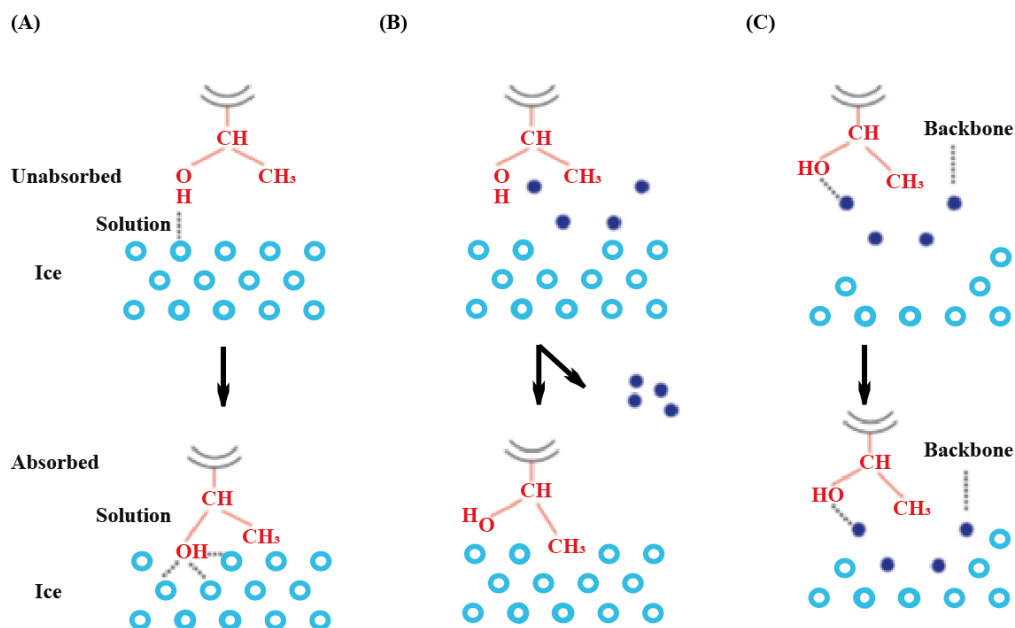 (A)
(B)
(C)
CH
CH
CH
Backbone
Unabsorbed
O
H
CH₃
O
H
CH₃
HO
CH₃
Solution
Ice
Absorbed
Solution
Ice
CH
OH
CH₃
CH
H
O
CH₃
CH
Backbone
HO
CH₃